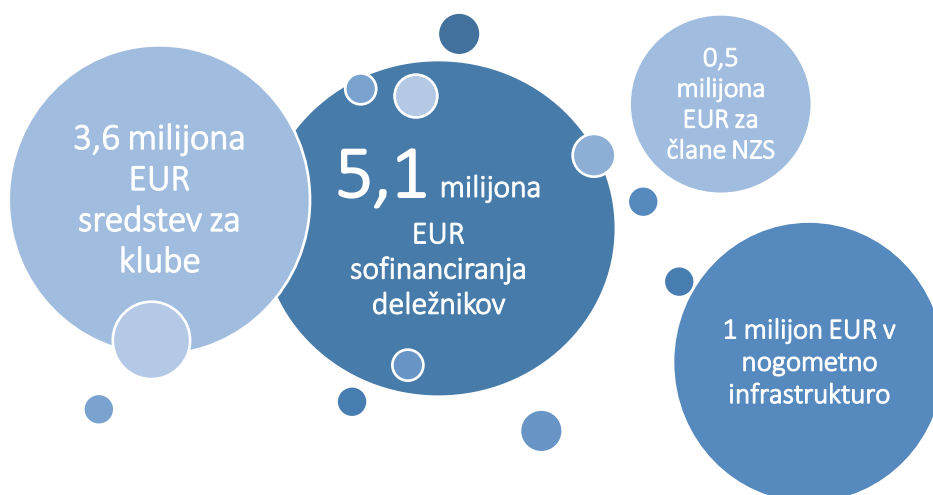 3,6 milijona
EUR
sredstev za
klube
5,1 milijona
EUR
sofinanciranja
deležnikov
0,5
milijona
EUR za
člane NZS
1 milijon EUR v
nogometno
infrastrukturo